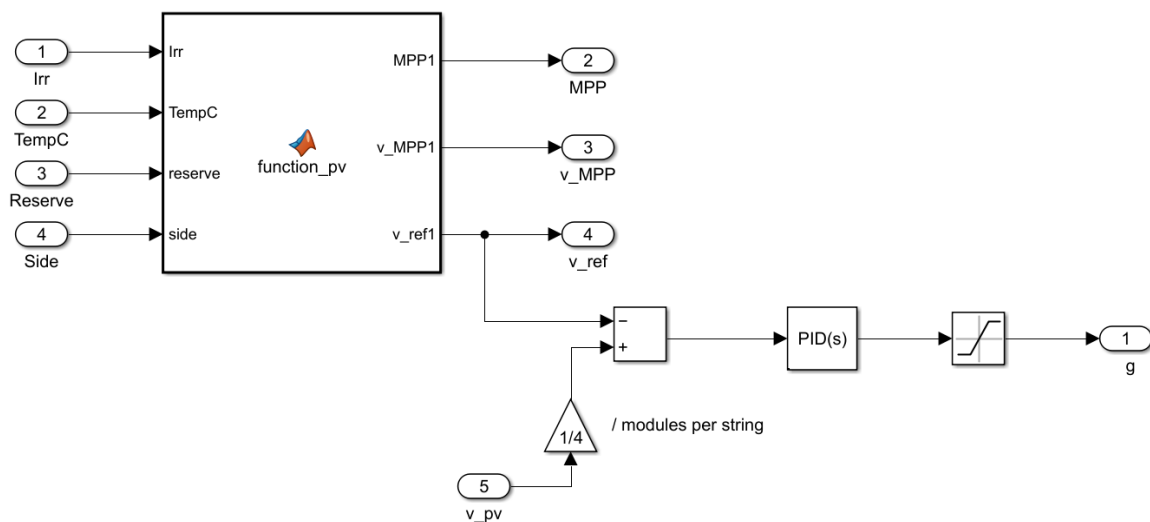 1
Irr
2
TempC
3
Reserve
4
Side
Irr
TempC
reserve
side
function_pv
MPP1
v_MPP1
v_ref1
2
MPP
3
v_MPP
4
v_ref
−
+
PID(s)
1
g
1/4
/ modules per string
5
v_pv